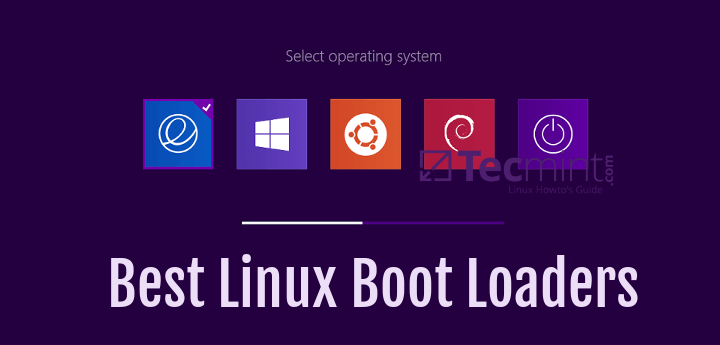 Select operating system
Tecmint.com
Linux Howto's Guide
Best Linux Boot Loaders